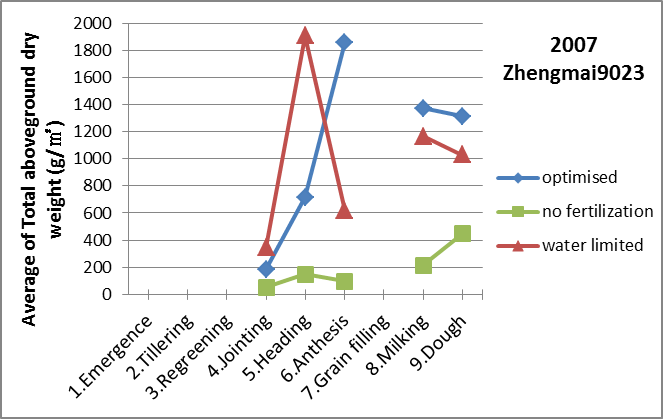 2007
Zhengmai9023
Average of Total aboveground dry
weight (g/㎡)
2000
1800
1600
1400
1200
1000
800
600
400
200
0
1.Emergence
2.Tillering
3.Regreening
4.Jointing
5.Heading
6.Anthesis
7.Grain filling
8.Milking
9.Dough
optimised
no fertilization
water limited